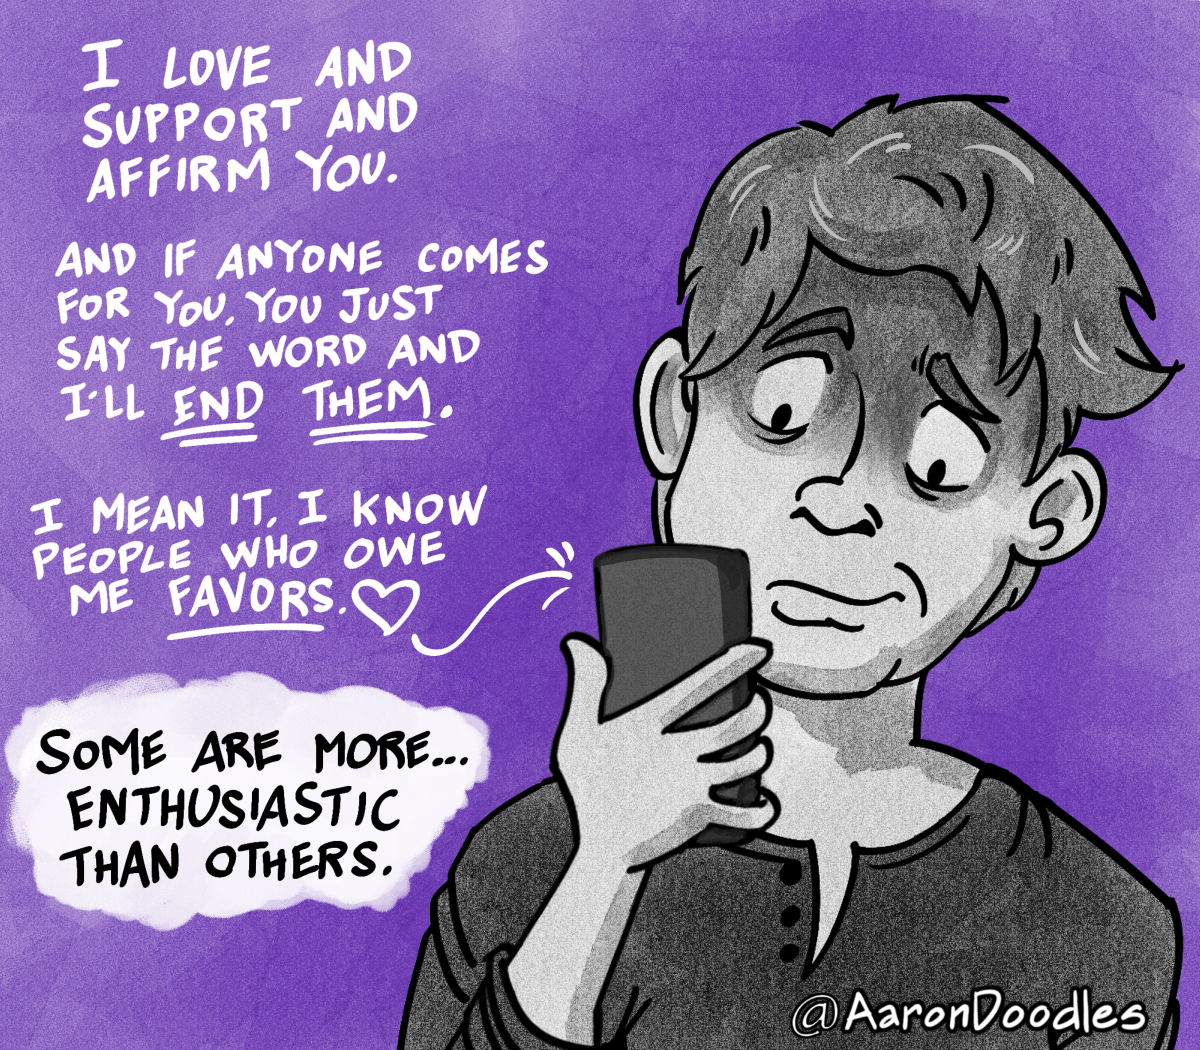 I LOVE AND
SUPPORT AND
AFFIRM YOU.
AND IF ANYONE COMES
FOR YOU, YOU JUST
SAY THE WORD AND
I'LL END THEM.
I MEAN IT, I KNOW
PEOPLE WHO OWE
ME FAVORS.
SOME ARE MORE...
ENTHUSIASTIC
THAN OTHERS.
@AaronDoodles